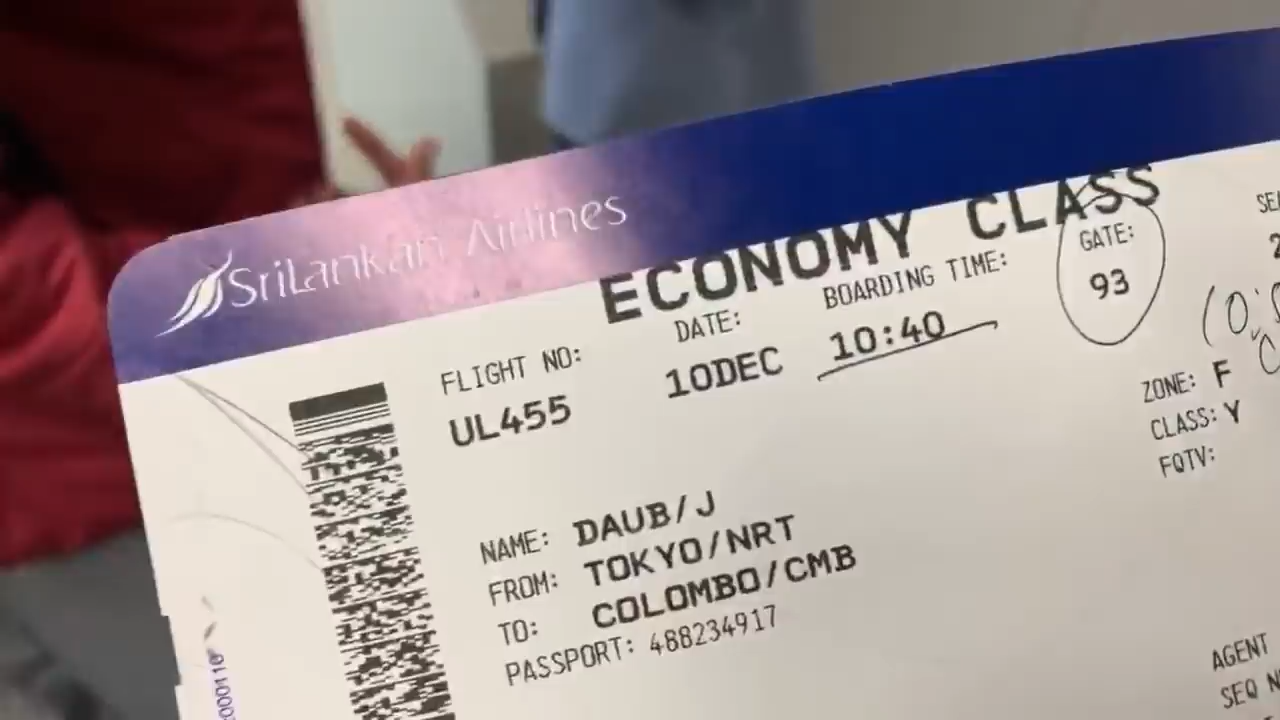 SriLankan Airlines
ECONOMY CLASS
FLIGHT NO: DATE: BOARDING TIME: GATE:
UL455 10DEC 10:40 93
ZONE: F
CLASS: Y
FQTV:
NAME: DAUB/J
FROM: TOKYO/NRT
TO: COLOMBO/CMB
PASSPORT: 488234917
AGENT
SEQ